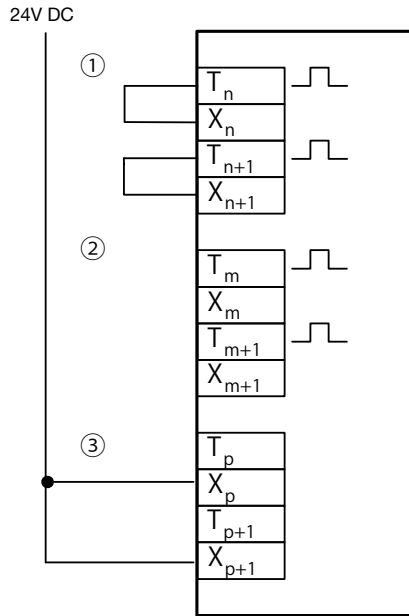 24V DC
①
Tn
Xn
Tn+1
Xn+1
②
Tm
Xm
Tm+1
Xm+1
③
Tp
Xp
Tp+1
Xp+1